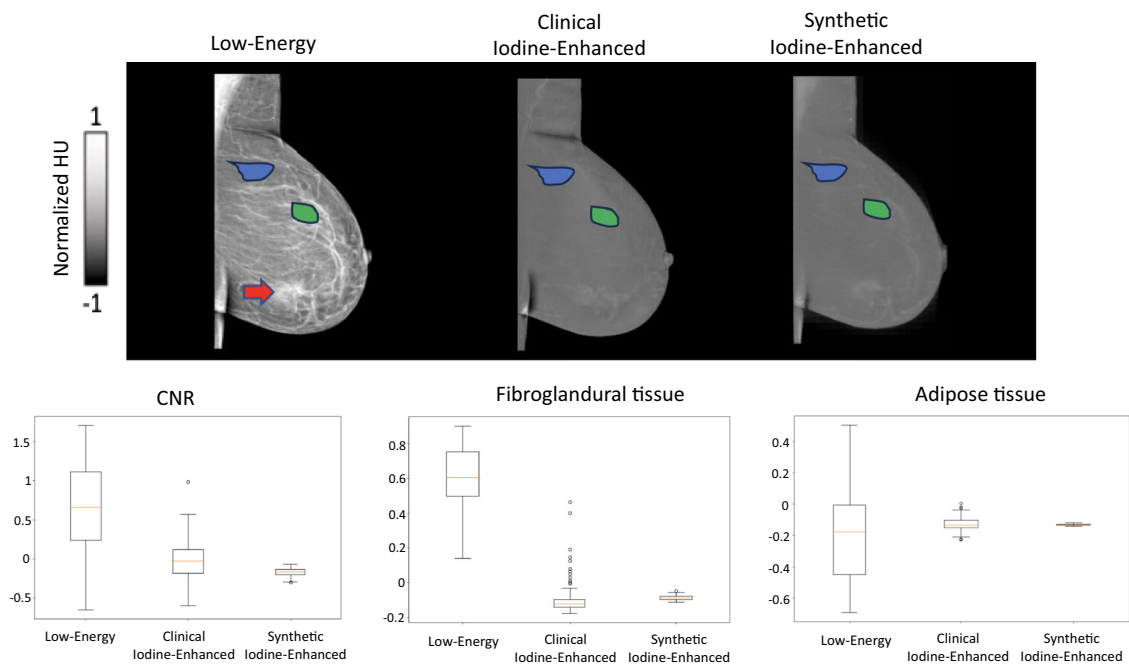 Low-Energy
Clinical
Iodine-Enhanced
Synthetic
Iodine-Enhanced
Normalized HU
1
-1
CNR
1.5
1
0.5
0
-0.5
Low-Energy
Clinical
Iodine-Enhanced
Synthetic
Iodine-Enhanced
Fibroglandural tissue
0.8
0.6
0.4
0.2
0
-0.2
Low-Energy
Clinical
Iodine-Enhanced
Synthetic
Iodine-Enhanced
Adipose tissue
0.4
0.2
0
-0.2
-0.4
-0.6
Low-Energy
Clinical
Iodine-Enhanced
Synthetic
Iodine-Enhanced